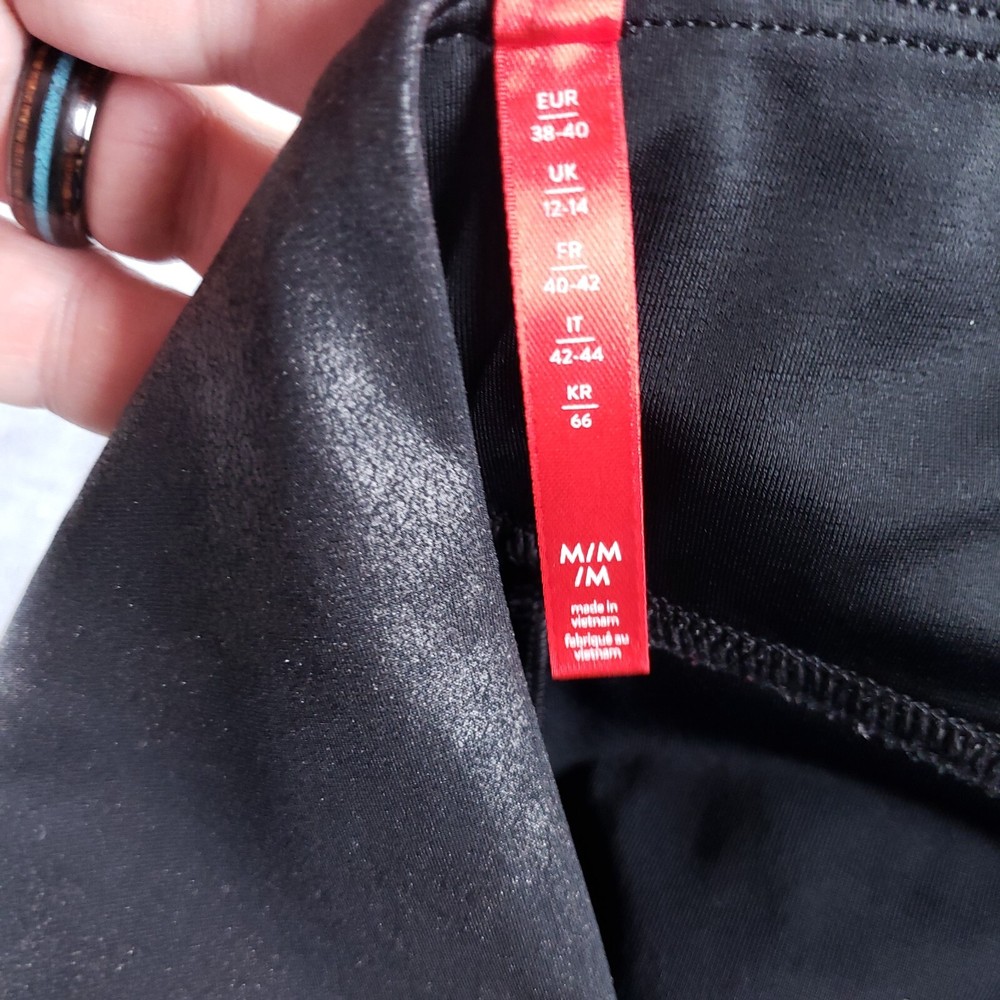 EUR
38-40
UK
12-14
FR
40-42
IT
42-44
KR
66
M/M
/M
made in
vietnam
fabriqué au
vietnam